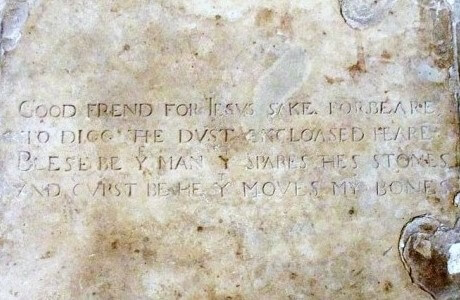 GOOD FREND FOR IESVS SAKE FORBEARE
TO DIGG THE DVST ENCLOASED HEARE
BLESE BE Yͤ MAN Yͭ SPARES THES STONES
AND CVRST BE HE Yͭ MOVES MY BONES